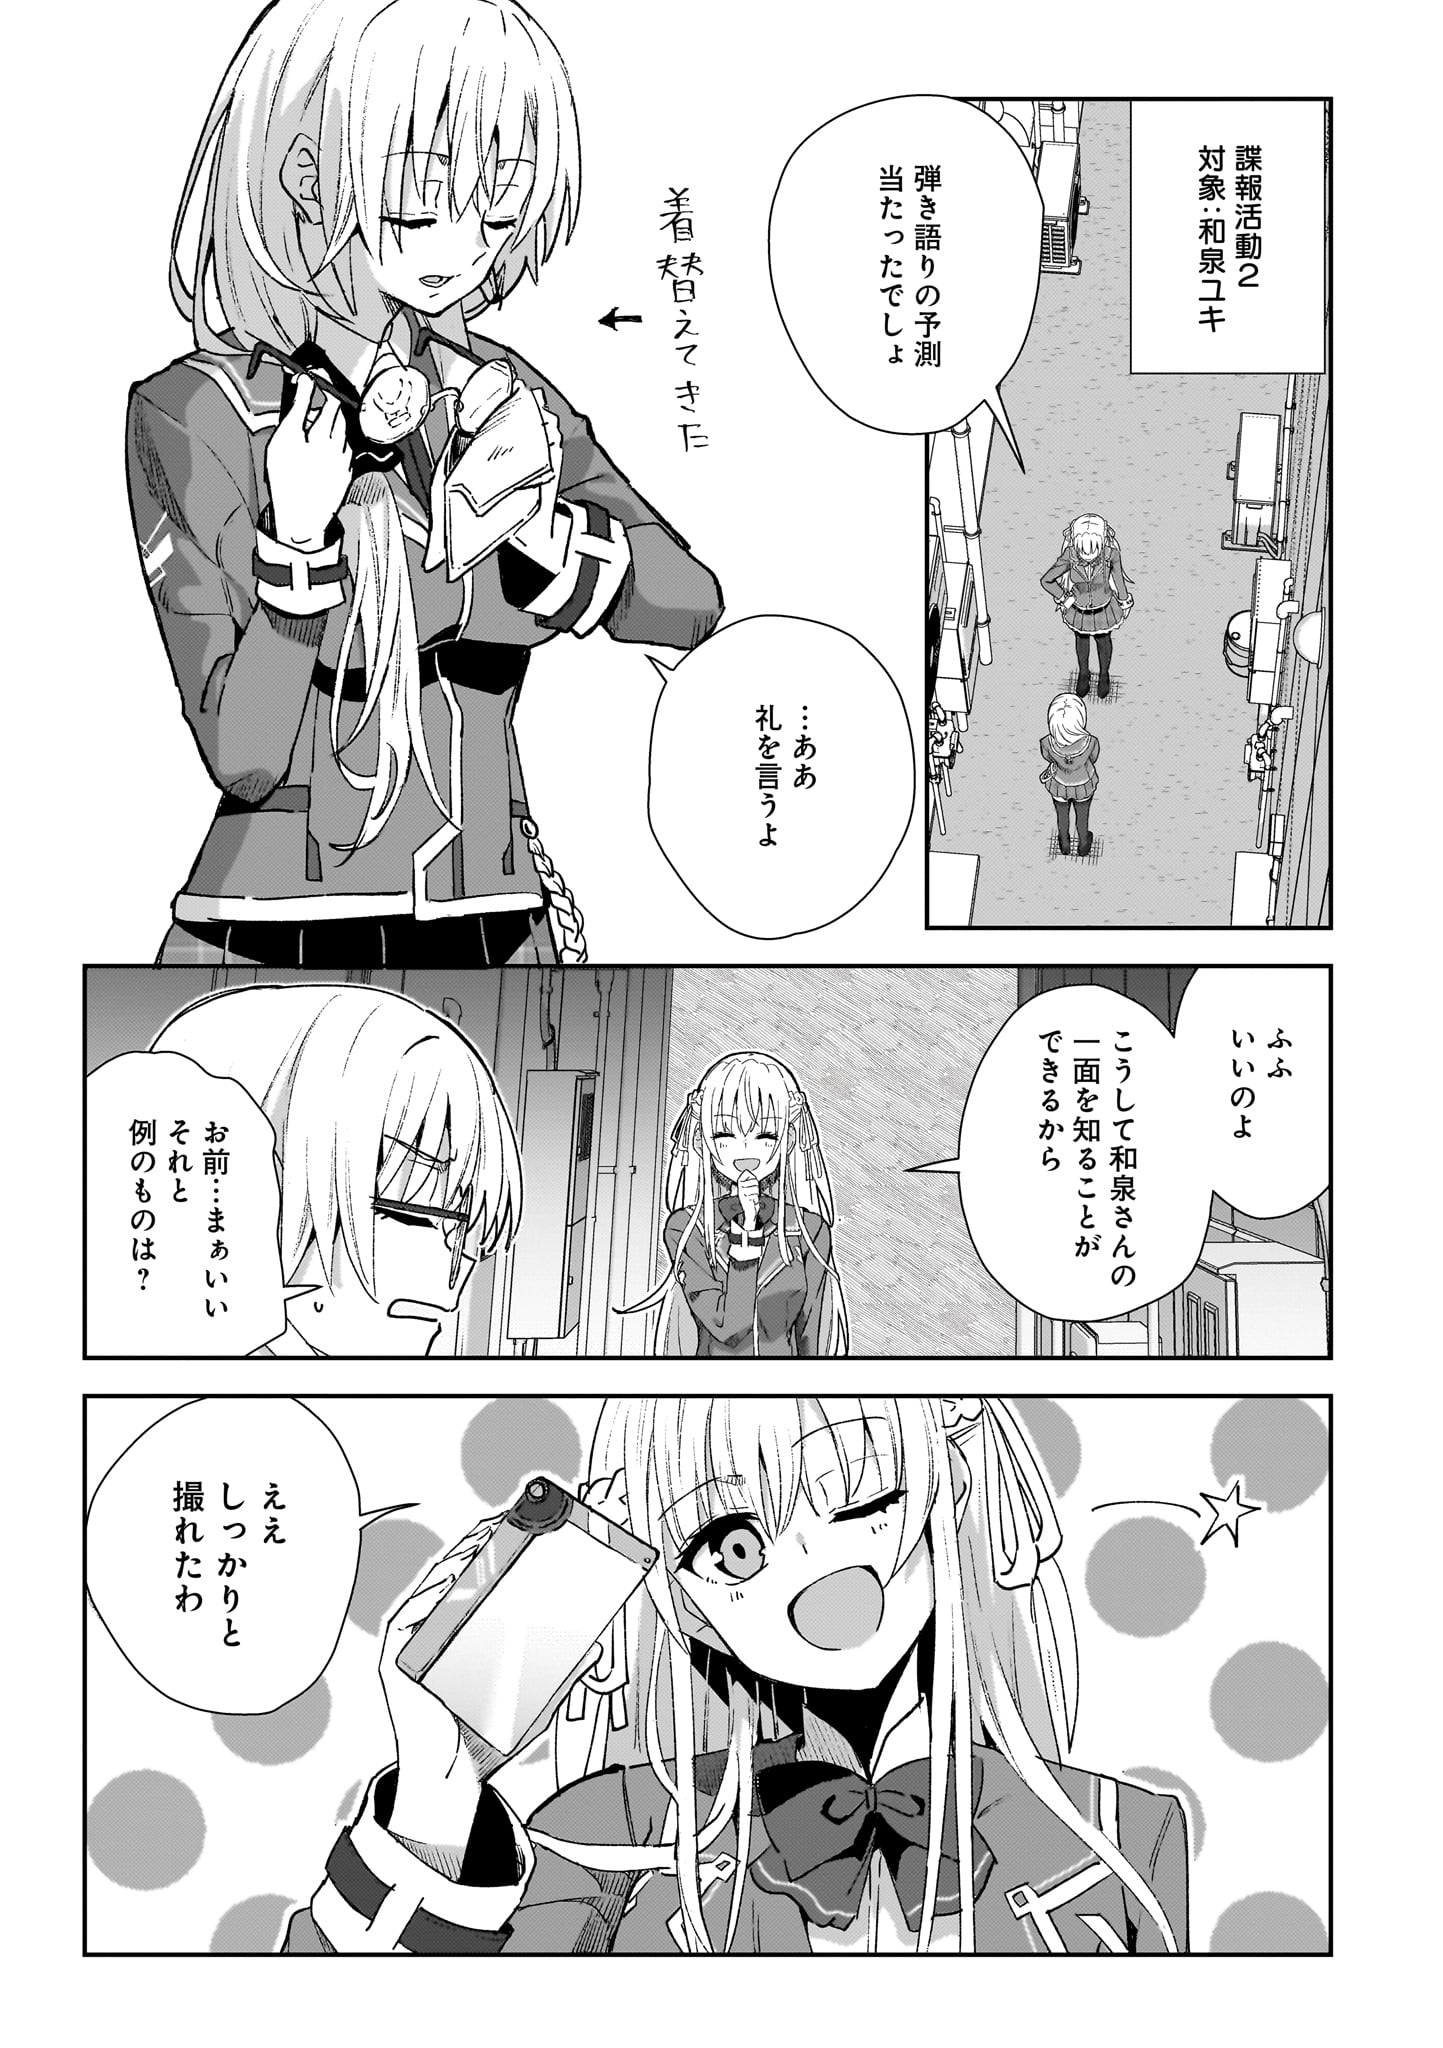 諜報活動2
対象:和泉ユキ
弾き語りの予測
当たったでしょ
着替えてきた
…ああ
礼を言うよ
ふふ
いいのよ
こうして和泉さんの
一面を知ることが
できるから
お前…まぁいい
それと
例のものは?
ええ
しっかりと
撮れたわ